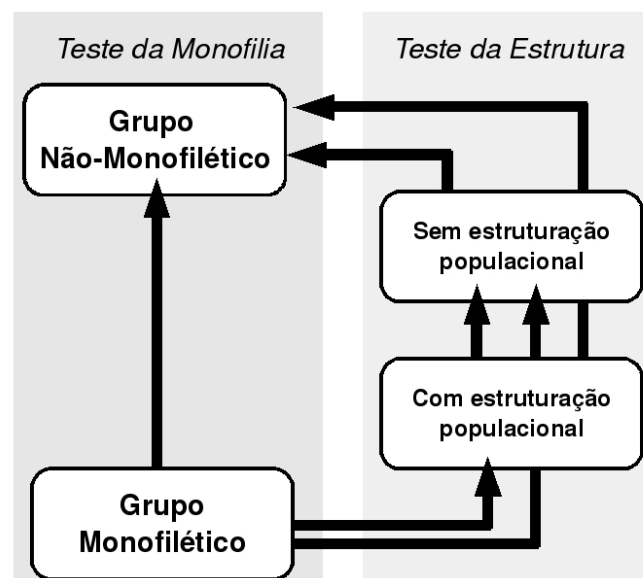 Teste da Monofilia
Teste da Estrutura
Grupo
Não-Monofilético
Sem estruturação
populacional
Com estruturação
populacional
Grupo
Monofilético